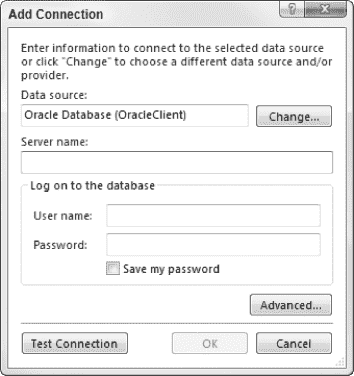 Add Connection
?
Enter information to connect to the selected data source
or click "Change" to choose a different data source and/or
provider.
Data source:
Oracle Database (OracleClient)
Change...
Server name:
Log on to the database
User name:
Password:
Save my password
Advanced...
Test Connection
OK
Cancel